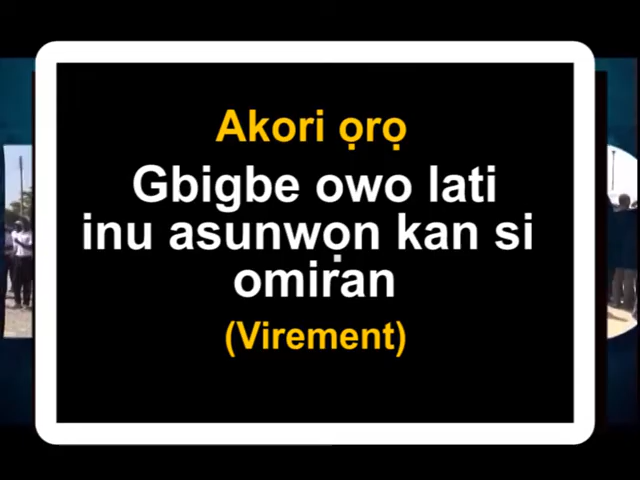 Akori ọrọ
Gbigbe owo lati
inu asunwọn kan si
omiran
(Virement)